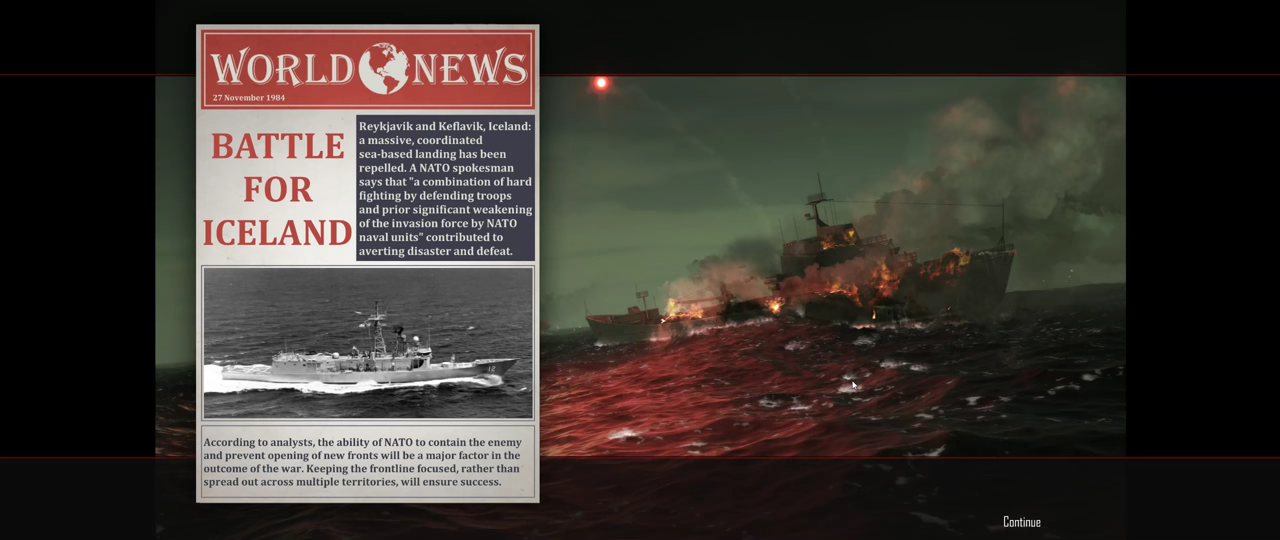 WORLD NEWS
27 November 1984
BATTLE
FOR
ICELAND
Reykjavik and Keflavik, Iceland:
a massive, coordinated
sea-based landing has been
repelled. A NATO spokesman
says that "a combination of hard
fighting by defending troops
and prior significant weakening
of the invasion force by NATO
naval units" contributed to
averting disaster and defeat.
12
According to analysts, the ability of NATO to contain the enemy
and prevent opening of new fronts will be a major factor in the
outcome of the war. Keeping the frontline focused, rather than
spread out across multiple territories, will ensure success.
Continue